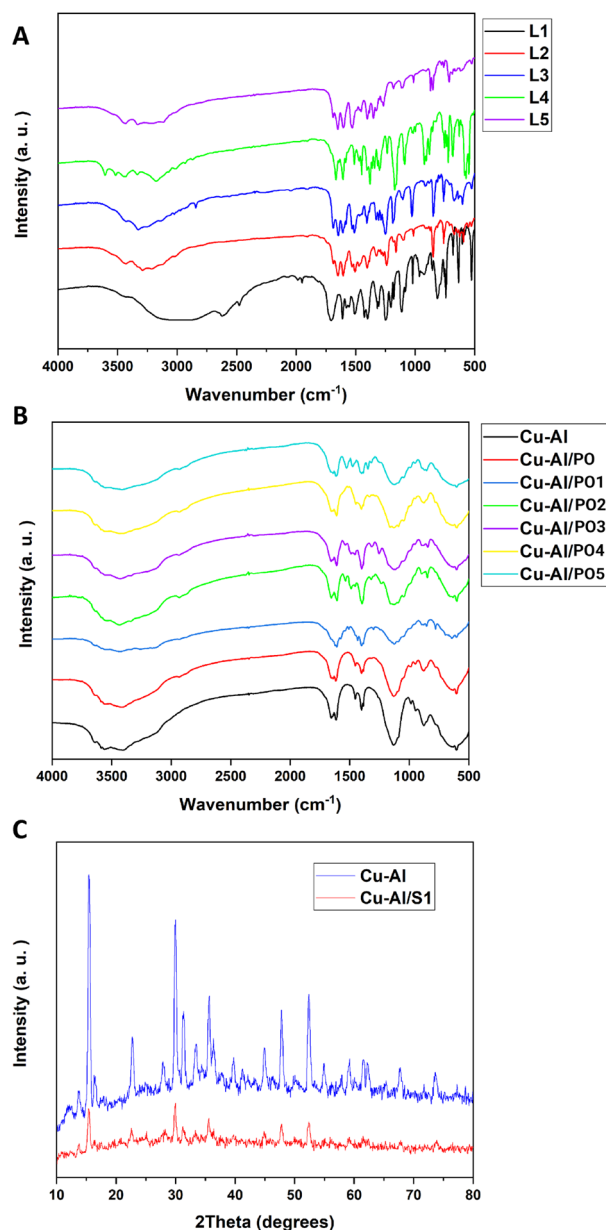 A
L1
L2
L3
L4
L5
Intensity (a. u. )
4000 3500 3000 2500 2000 1500 1000 500
Wavenumber (cm⁻¹)
B
Cu-Al
Cu-Al/PO
Cu-Al/PO1
Cu-Al/PO2
Cu-Al/PO3
Cu-Al/PO4
Cu-Al/PO5
Intensity (a. u. )
4000 3500 3000 2500 2000 1500 1000 500
Wavenumber (cm⁻¹)
C
Cu-Al
Cu-Al/S1
Intensity (a. u. )
10 20 30 40 50 60 70 80
2Theta (degrees)